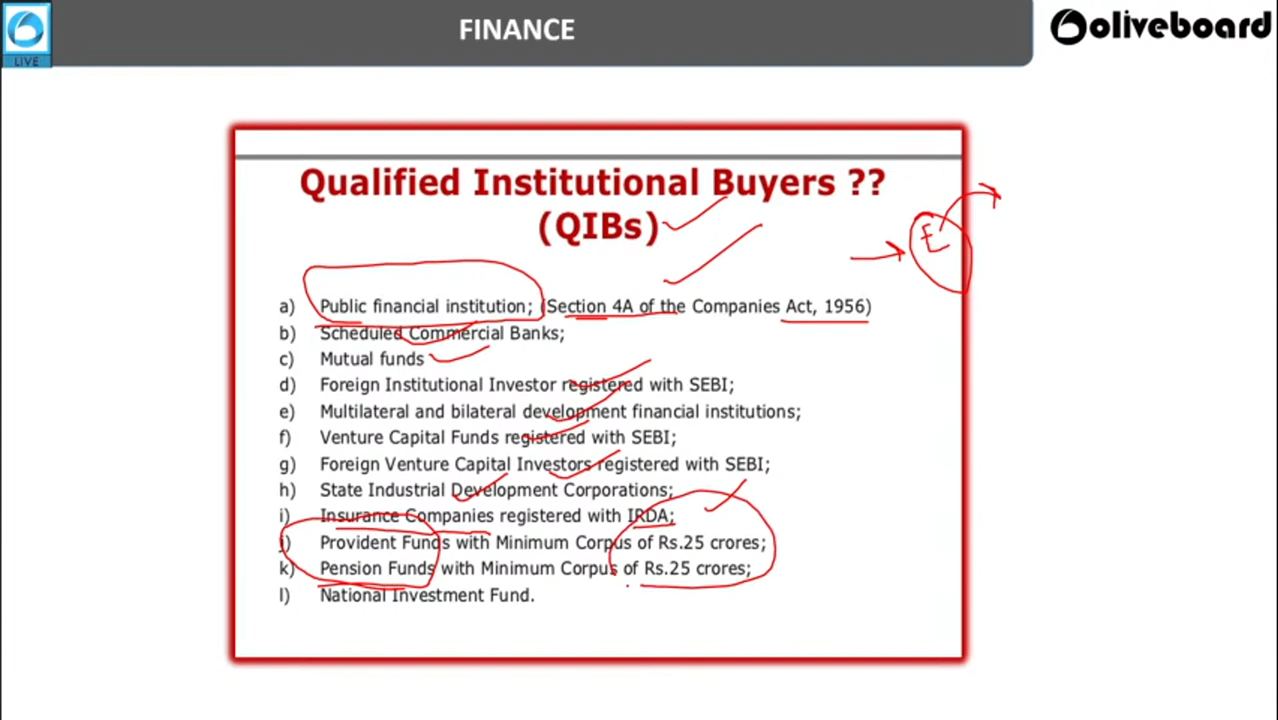 LIVE
FINANCE
oliveboard
Qualified Institutional Buyers ??
(QIBs)
E
a) Public financial institution; (Section 4A of the Companies Act, 1956)
b) Scheduled Commercial Banks;
c) Mutual funds
d) Foreign Institutional Investor registered with SEBI;
e) Multilateral and bilateral development financial institutions;
f) Venture Capital Funds registered with SEBI;
g) Foreign Venture Capital Investors registered with SEBI;
h) State Industrial Development Corporations;
i) Insurance Companies registered with IRDA;
j) Provident Funds with Minimum Corpus of Rs.25 crores;
k) Pension Funds with Minimum Corpus of Rs.25 crores;
l) National Investment Fund.